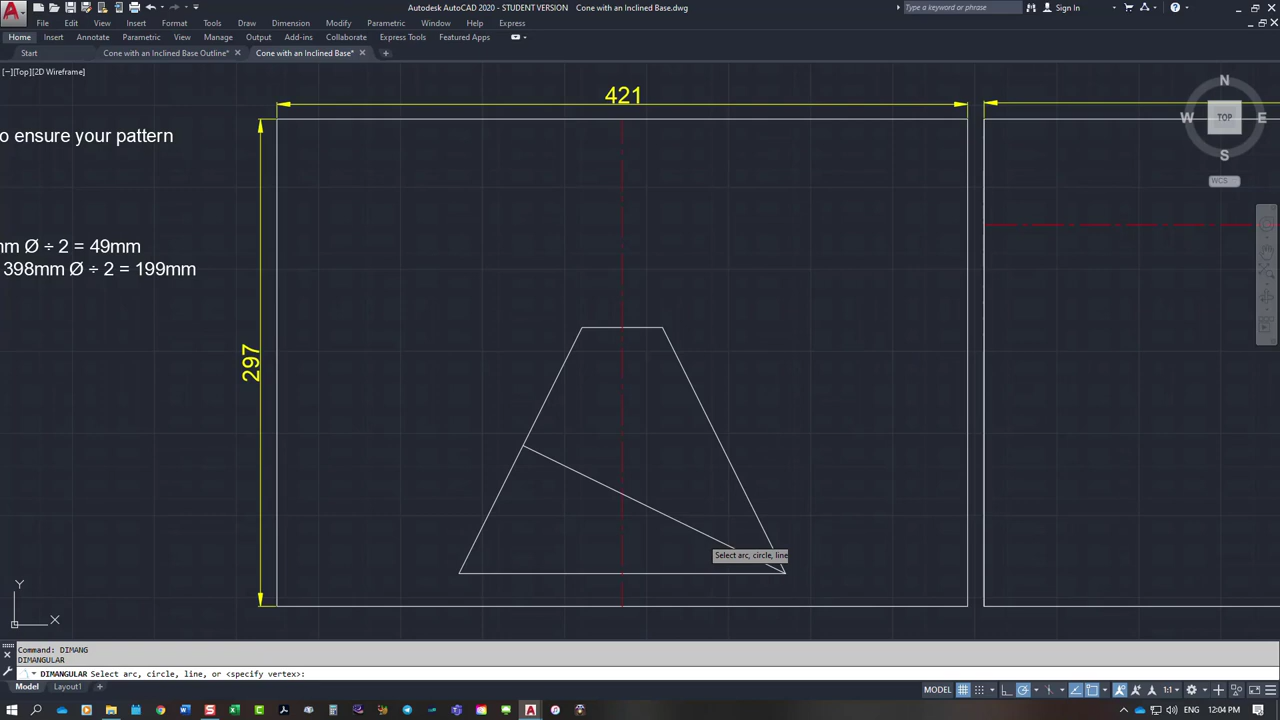 Autodesk AutoCAD 2020 - STUDENT VERSION Cone with an Inclined Base.dwg
Type a keyword or phrase
Sign In
File Edit View Insert Format Tools Draw Dimension Modify Parametric Window Help Express
Home Insert Annotate Parametric View Manage Output Add-ins Collaborate Express Tools Featured Apps
Start Cone with an Inclined Base Outline* Cone with an Inclined Base*
[−][Top][2D Wireframe]
421
N
W TOP E
S
WCS
o ensure your pattern
mm Ø ÷ 2 = 49mm
398mm Ø ÷ 2 = 199mm
297
Select arc, circle, line
Y
X
Command: DIMANG
DIMANGULAR
DIMANGULAR Select arc, circle, line, or <specify vertex>:
Model Layout1
MODEL
1:1
ENG 12:04 PM